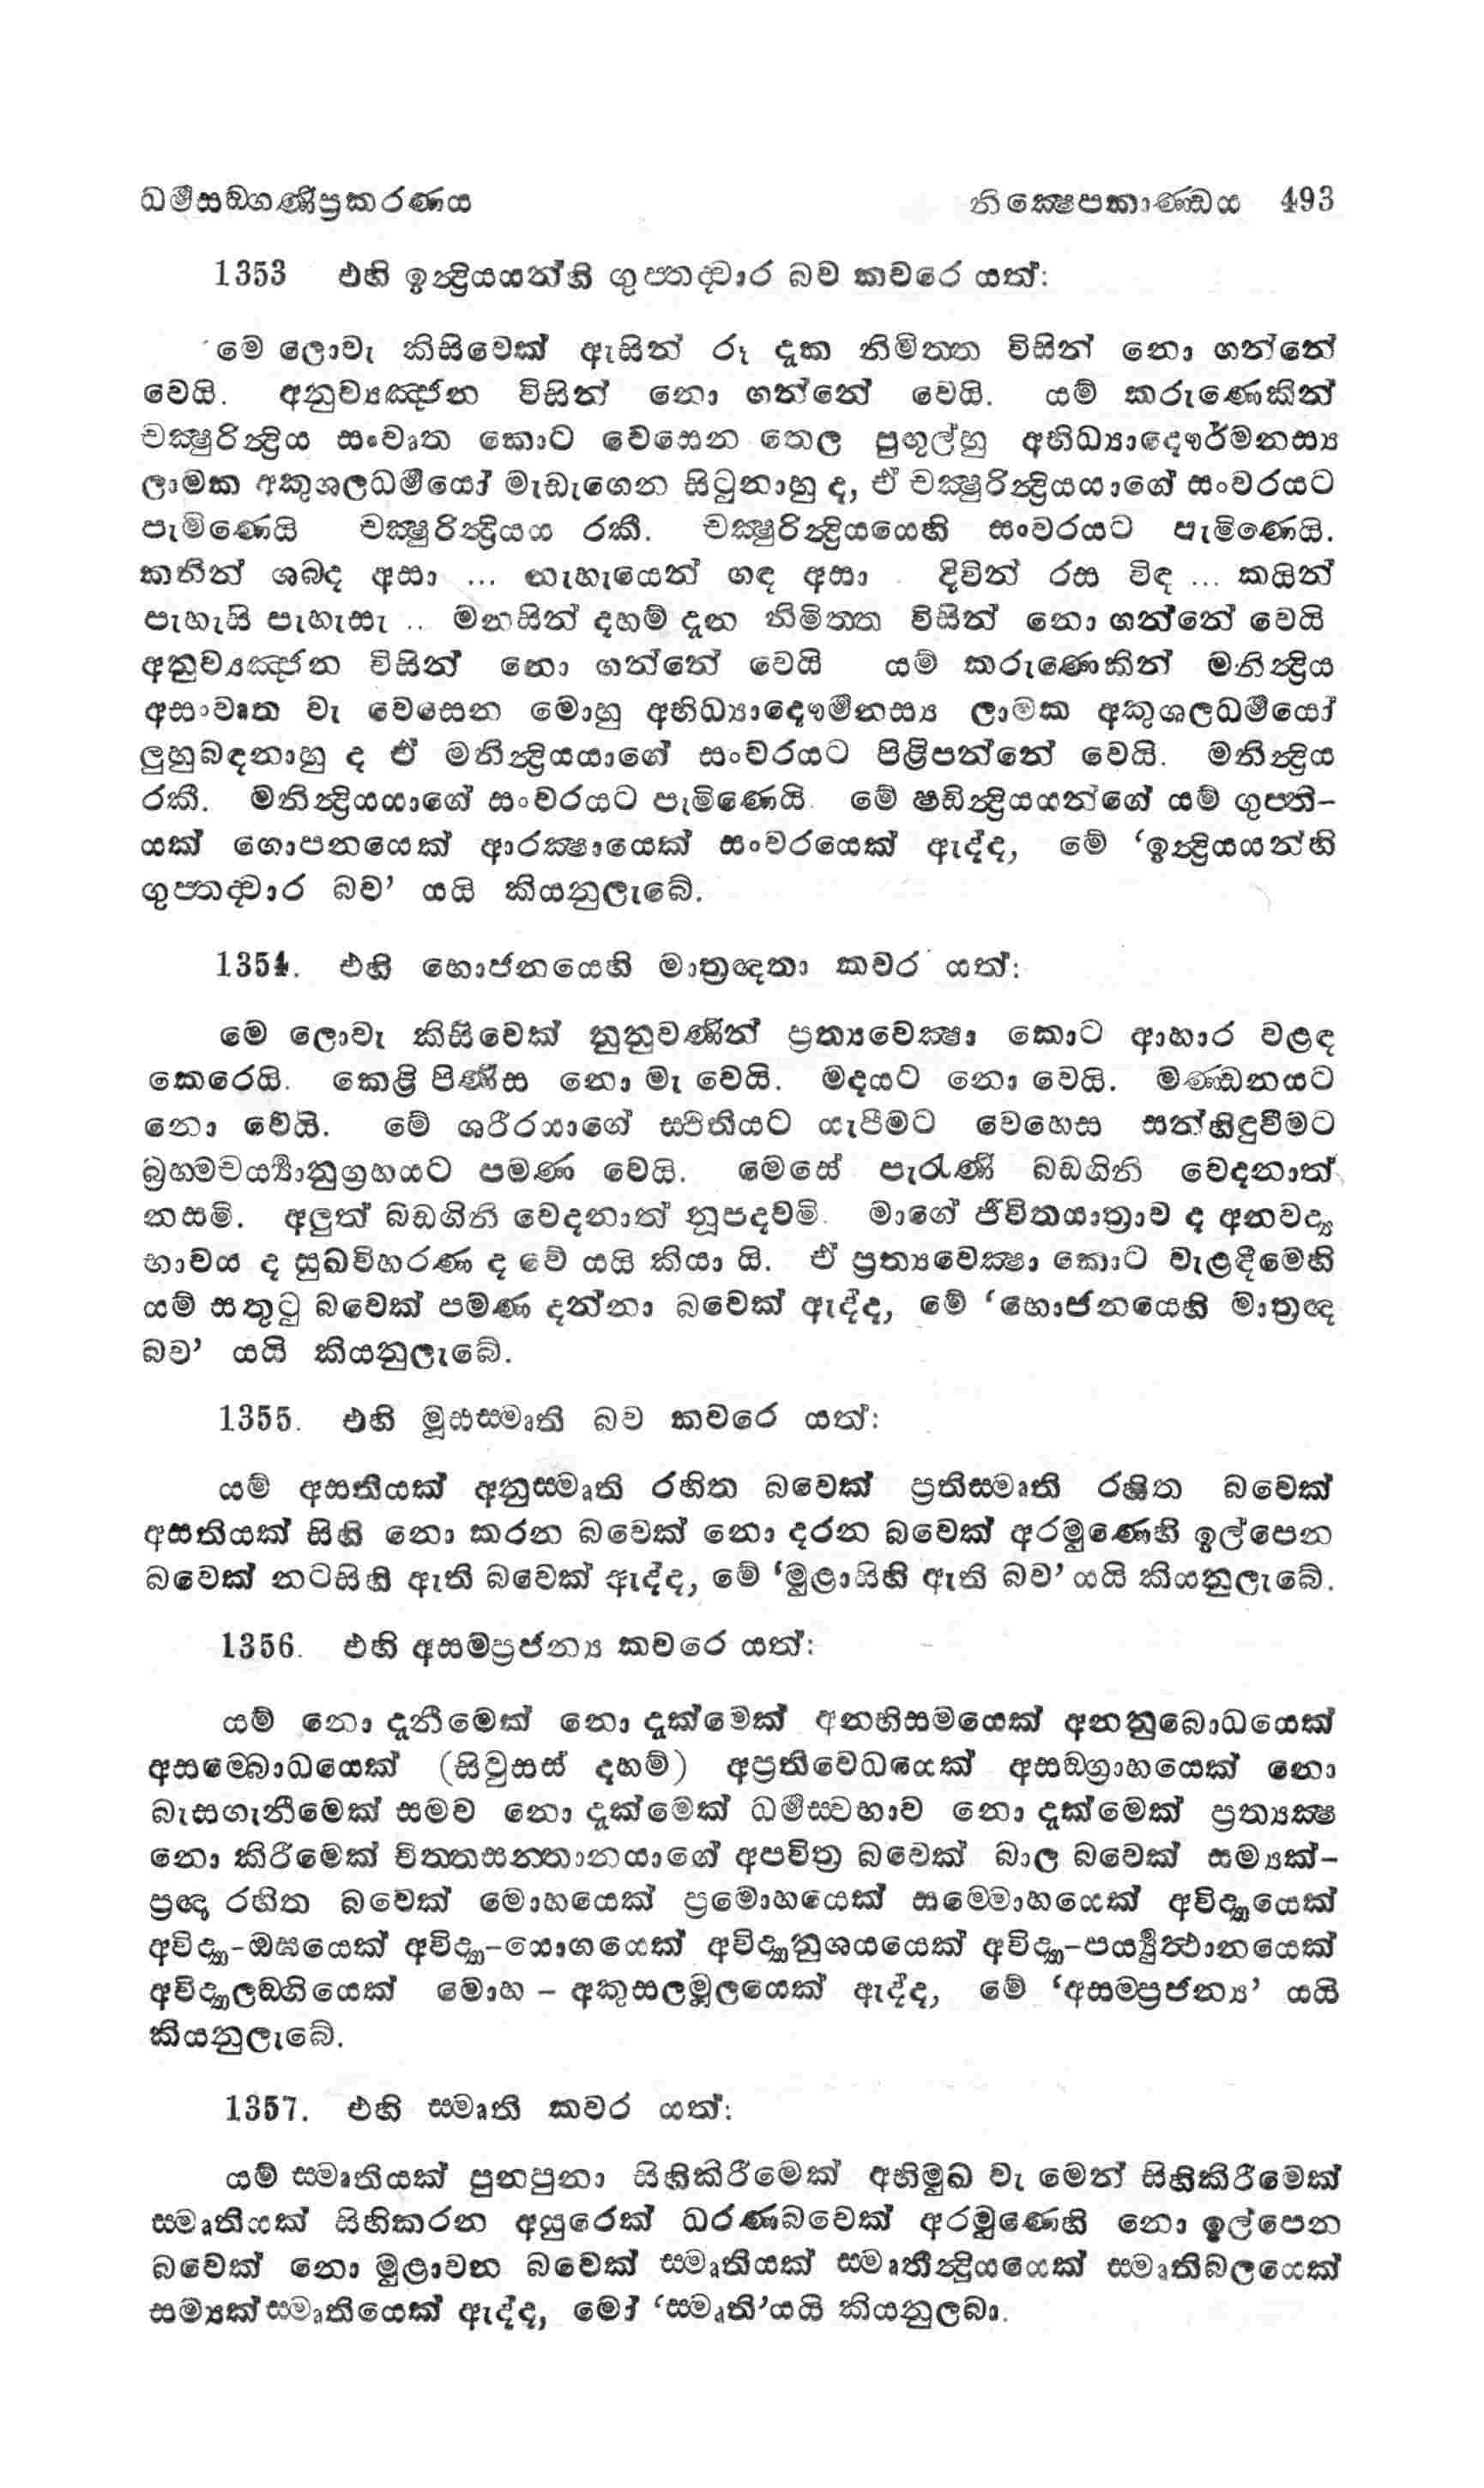 ධර්‍මසඞ්ගණිප්‍රකරණය නික්‍ෂෙපකාණ්ඩය 493
1353 එහි ඉන්ද්‍රියයන්හි ගුප්තද්වාර බව කවරෙ යත්:
මෙ ලොවැ කිසිවෙක් ඇසින් රූ දැක නිමිත්ත විසින් නො ගන්නේ
වෙයි. අනුව්‍යඤ්ජන විසින් නො ගන්නේ වෙයි. යම් කරුණෙකින්
චක්‍ෂුරින්ද්‍රිය සංවෘත කොට වෙසෙන තෙල පුඟුල්හු අභිධ්‍යාදෞර්මනස්‍ය
ලාමක අකුශලධර්‍මයෝ මැඩැගෙන සිටුනාහු ද, ඒ චක්‍ෂුරින්ද්‍රියයාගේ සංවරයට
පැමිණෙයි චක්‍ෂුරින්ද්‍රියය රකී. චක්‍ෂුරින්ද්‍රියයෙහි සංවරයට පැමිණෙයි.
කනින් ශබ්ද අසා ... නැහැයෙන් ගඳ අසා . දිවින් රස විඳ ... කයින්
පැහැසි පැහැසැ .. මනසින් දහම් දැන නිමිත්ත විසින් නො ගන්නේ වෙයි
අනුව්‍යඤ්ජන විසින් නො ගන්නේ වෙයි යම් කරුණෙකින් මනින්ද්‍රිය
අසංවෘත වැ වෙසෙන මොහු අභිධ්‍යාදෞර්‍මනස්‍ය ලාමක අකුශලධර්‍මයෝ
ලුහුබඳනාහු ද ඒ මනින්ද්‍රියයාගේ සංවරයට පිළිපන්නේ වෙයි. මනින්ද්‍රිය
රකී. මනින්ද්‍රියයාගේ සංවරයට පැමිණෙයි. මේ ෂඩින්ද්‍රියයන්ගේ යම් ගුප්ති-
යක් ගොපනයෙක් ආරක්‍ෂායෙක් සංවරයෙක් ඇද්ද, මේ ‘ඉන්ද්‍රියයන්හි
ගුප්තද්වාර බව’ යයි කියනුලැබේ.
1354. එහි භොජනයෙහි මාත්‍රඥතා කවර යත්:
මෙ ලොවැ කිසිවෙක් නුනුවණින් ප්‍රත්‍යවෙක්‍ෂා කොට ආහාර වළඳ
කෙරෙයි. කෙළි පිණිස නො මැ වෙයි. මදයට නො වෙයි. මණ්ඩනයට
නො වෙයි. මේ ශරීරයාගේ ස්ථිතියට යැපීමට වෙහෙස සන්හිඳුවීමට
බ්‍රහ්මචර්‍ය්‍යානුග්‍රහයට පමණ වෙයි. මෙසේ පැරැණි බඩගිනි වෙදනාත්
නසමි. අලුත් බඩගිනි වෙදනාත් නූපදවමි. මාගේ ජීවිතයාත්‍රාව ද අනවද්‍ය
භාවය ද සුඛවිහරණ ද වේ යයි කියා යි. ඒ ප්‍රත්‍යවෙක්‍ෂා කොට වැළඳීමෙහි
යම් සතුටු බවෙක් පමණ දන්නා බවෙක් ඇද්ද, මේ ‘භොජනයෙහි මාත්‍රඥ
බව’ යයි කියනුලැබේ.
1355. එහි මූඪස්මෘති බව කවරෙ යත්:
යම් අසතියක් අනුස්මෘති රහිත බවෙක් ප්‍රතිස්මෘති රහිත බවෙක්
අසතියක් සිහි නො කරන බවෙක් නො දරන බවෙක් අරමුණෙහි ඉල්පෙන
බවෙක් නටසිහි ඇති බවෙක් ඇද්ද, මේ ‘මුළාසිහි ඇති බව’ යයි කියනුලැබේ.
1356. එහි අසම්ප්‍රජන්‍ය කවරෙ යත්:
යම් නො දැනීමෙක් නො දැක්මෙක් අනභිසමයෙක් අනනුබොධයෙක්
අසම්බොධයෙක් (සිවුසස් දහම්) අප්‍රතිවෙධයෙක් අසඞ්ග්‍රාහයෙක් නො
බැසගැනීමෙක් සමව නො දැක්මෙක් ධර්‍මස්වභාව නො දැක්මෙක් ප්‍රත්‍යක්‍ෂ
නො කිරීමෙක් චිත්තසන්තානයාගේ අපවිත්‍ර බවෙක් බාල බවෙක් සම්‍යක්-
ප්‍රඥා රහිත බවෙක් මොහයෙක් ප්‍රමොහයෙක් සම්මොහයෙක් අවිද්‍යායෙක්
අවිද්‍යා-ඔඝයෙක් අවිද්‍යා-යොගයෙක් අවිද්‍යානුශයයෙක් අවිද්‍යා-පර්‍ය්‍යුත්ථානයෙක්
අවිද්‍යාලඞ්ගියෙක් මොහ - අකුසලමූලයෙක් ඇද්ද, මේ ‘අසම්ප්‍රජන්‍ය’ යයි
කියනුලැබේ.
1357. එහි ස්මෘති කවර යත්:
යම් ස්මෘතියක් පුනපුනා සිහිකිරීමෙක් අභිමුඛ වැ මෙන් සිහිකිරීමෙක්
ස්මෘතියක් සිහිකරන අයුරෙක් ධරණබවෙක් අරමුණෙහි නො ඉල්පෙන
බවෙක් නො මුළාවන බවෙක් ස්මෘතියක් ස්මෘතීන්ද්‍රියයෙක් ස්මෘතිබලයෙක්
සම්‍යක්ස්මෘතියෙක් ඇද්ද, මෝ ‘ස්මෘති’යයි කියනුලබා.